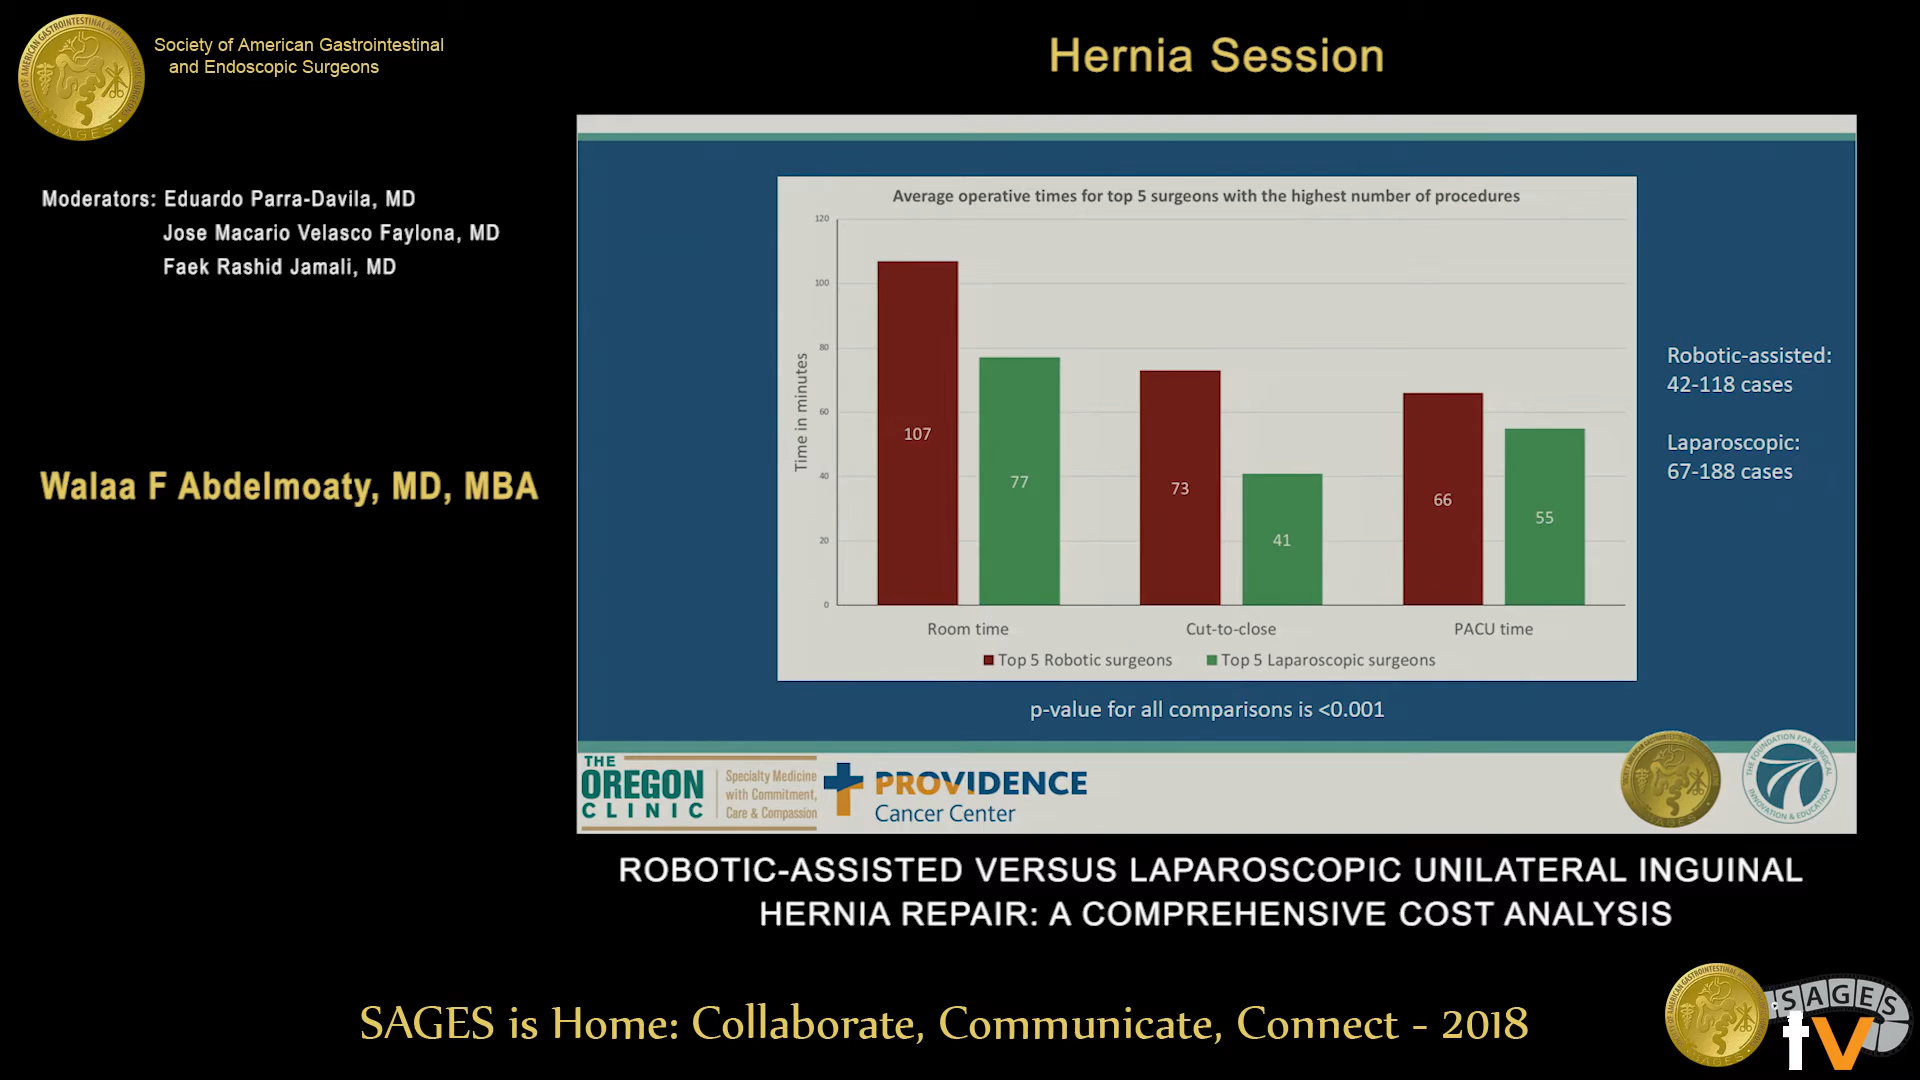 Society of American Gastrointestinal
and Endoscopic Surgeons
Hernia Session
Moderators: Eduardo Parra-Davila, MD
Jose Macario Velasco Faylona, MD
Faek Rashid Jamali, MD
Walaa F Abdelmoaty, MD, MBA
Average operative times for top 5 surgeons with the highest number of procedures
Time in minutes
120
100
80
60
40
20
0
107
77
73
41
66
55
Room time
Cut-to-close
PACU time
Top 5 Robotic surgeons
Top 5 Laparoscopic surgeons
Robotic-assisted:
42-118 cases
Laparoscopic:
67-188 cases
p-value for all comparisons is <0.001
THE
OREGON
CLINIC
Specialty Medicine
with Commitment,
Care & Compassion
PROVIDENCE
Cancer Center
THE FOUNDATION FOR SURGICAL
INNOVATION & EDUCATION
ROBOTIC-ASSISTED VERSUS LAPAROSCOPIC UNILATERAL INGUINAL
HERNIA REPAIR: A COMPREHENSIVE COST ANALYSIS
SAGES is Home: Collaborate, Communicate, Connect - 2018
SAGES
tv